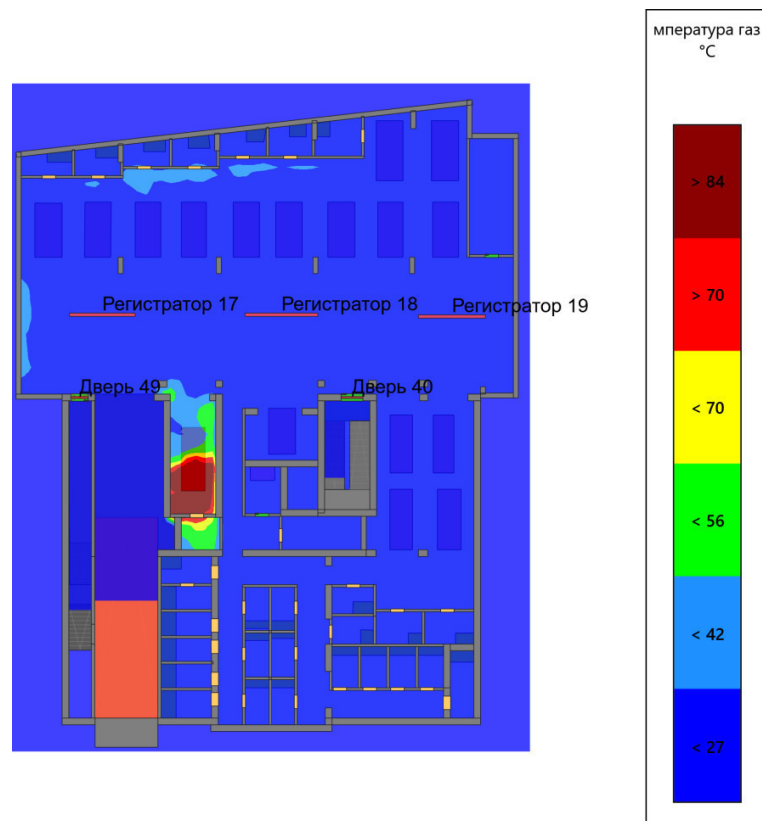 мпература газ
°C
> 84
> 70
< 70
< 56
< 42
< 27
Регистратор 17
Регистратор 18
Регистратор 19
Дверь 49
Дверь 40